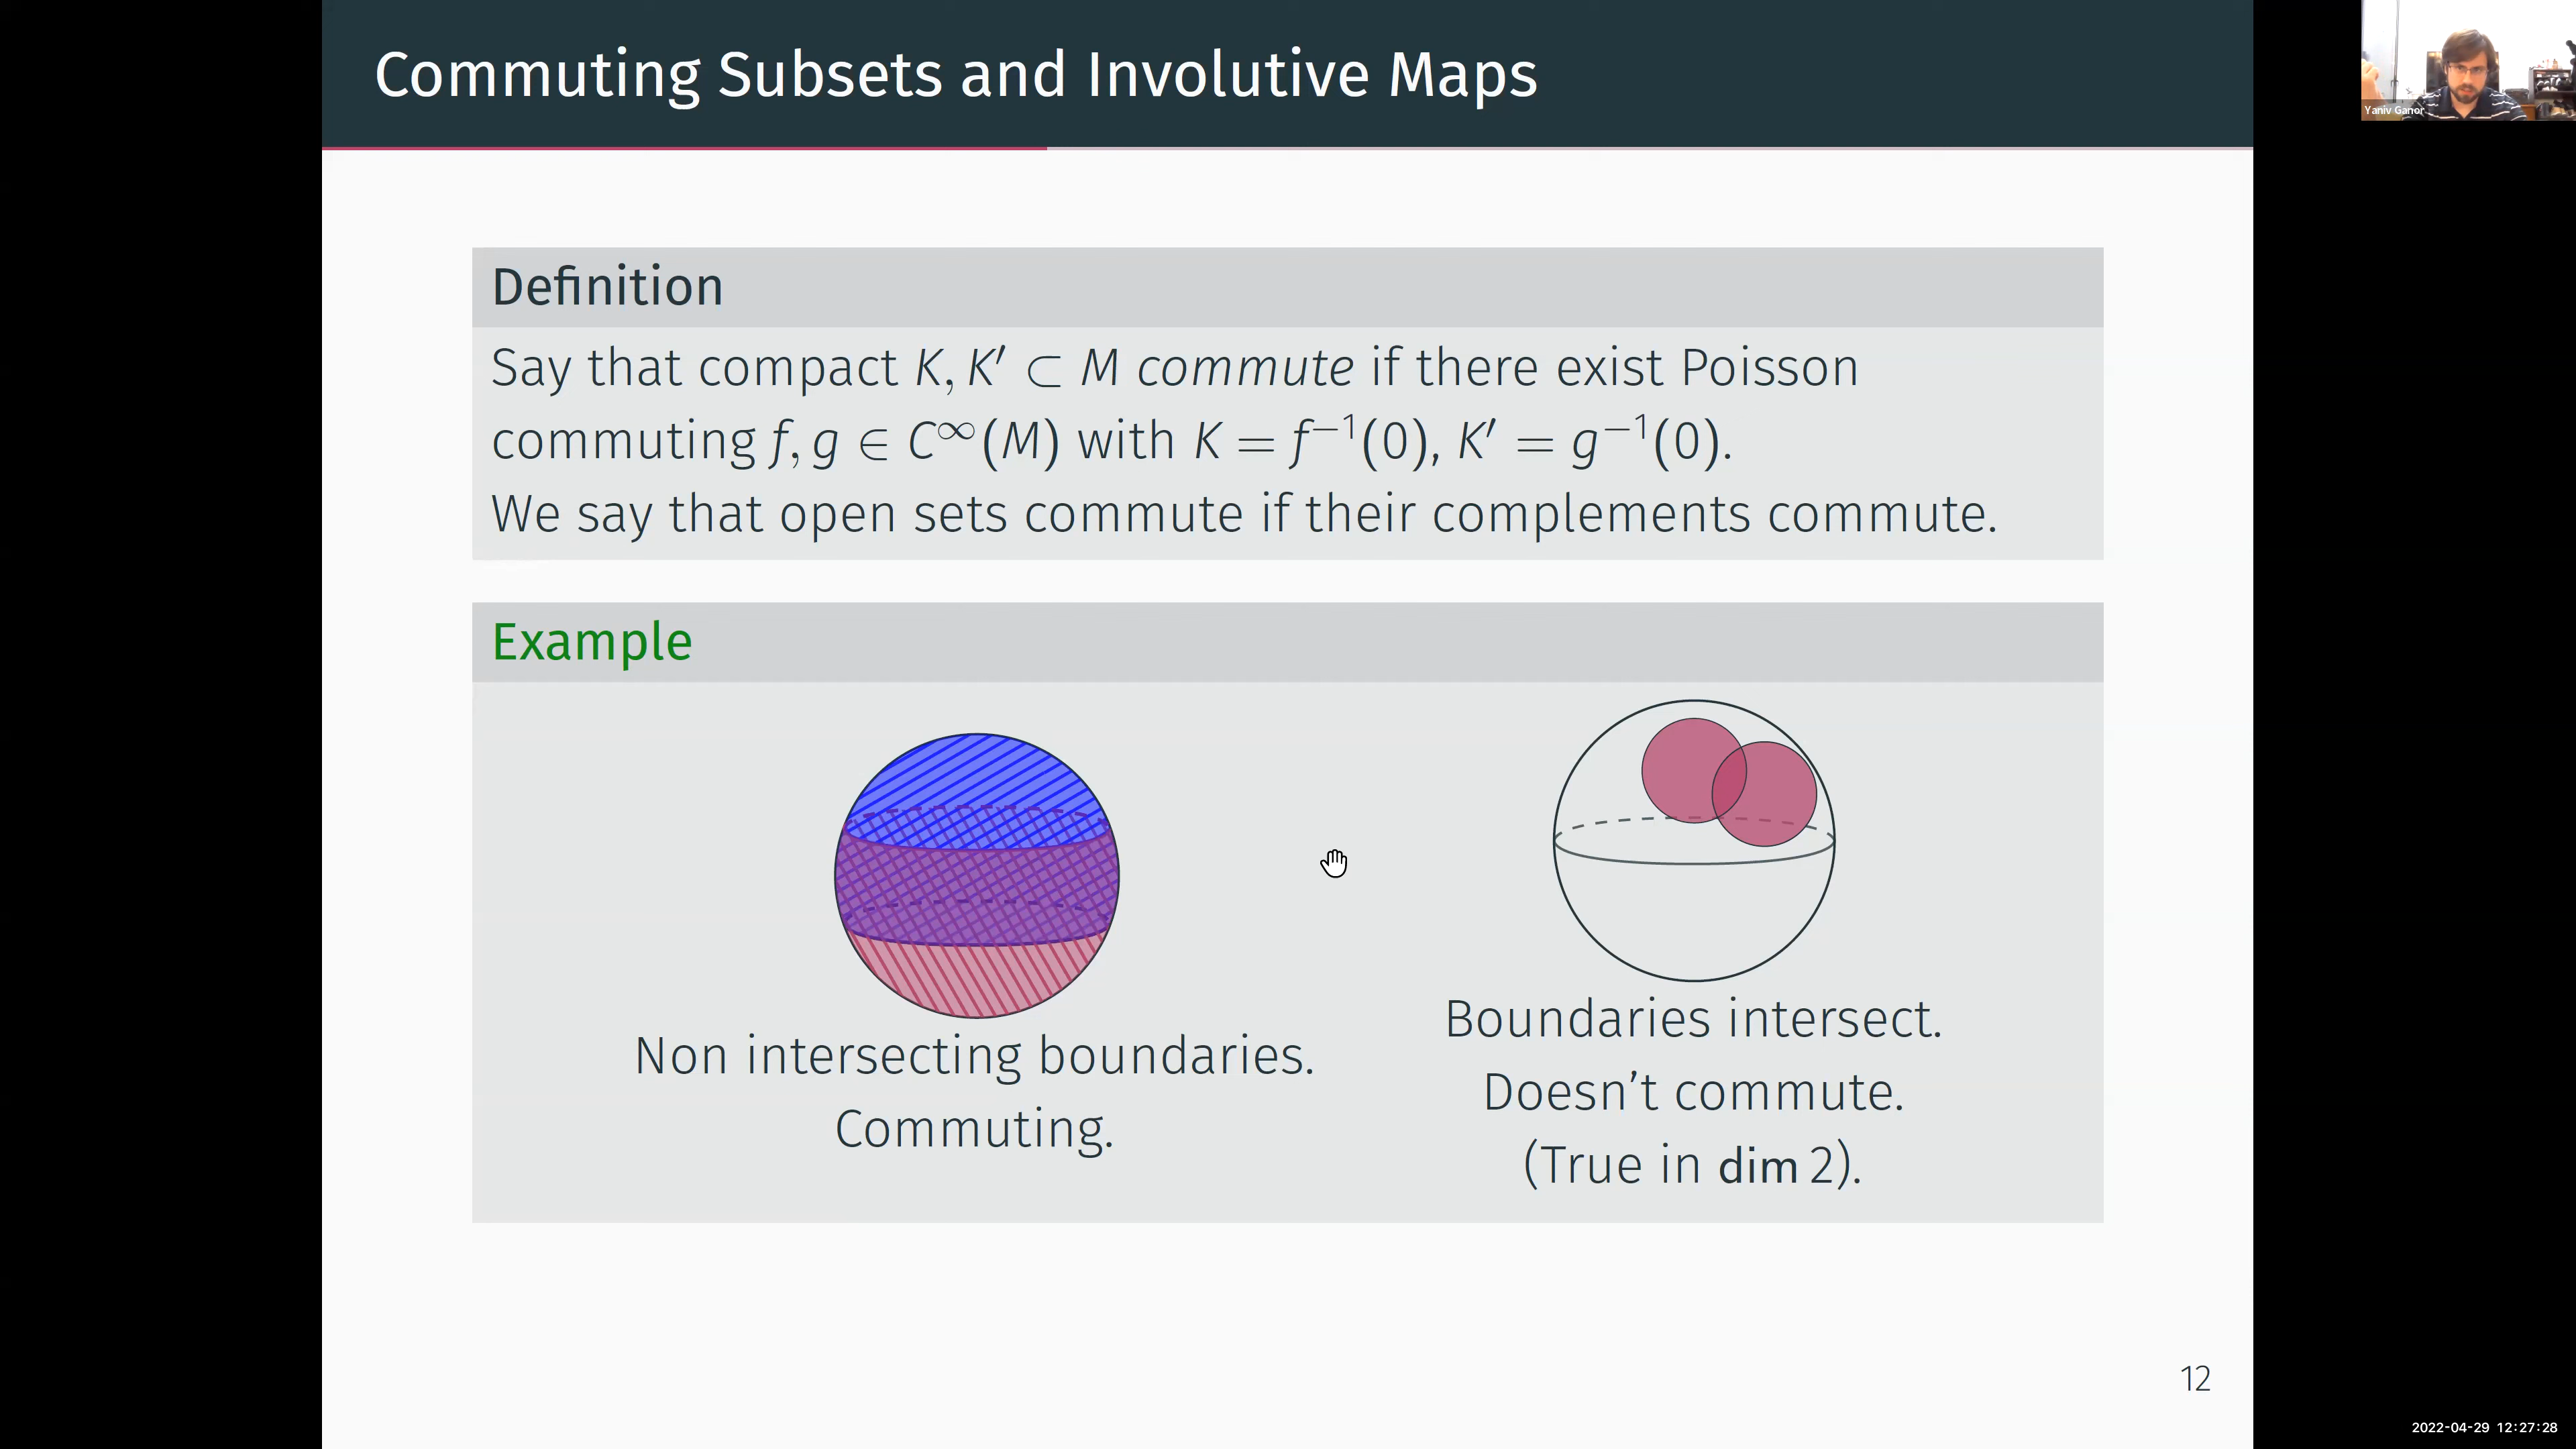 Commuting Subsets and Involutive Maps
Yaniv Ganor
Definition
Say that compact K, K′ ⊂ M commute if there exist Poisson
commuting f, g ∈ C^∞(M) with K = f⁻¹(0), K′ = g⁻¹(0).
We say that open sets commute if their complements commute.
Example
Non intersecting boundaries.
Commuting.
Boundaries intersect.
Doesn't commute.
(True in dim 2).
12
2022-04-29 12:27:28